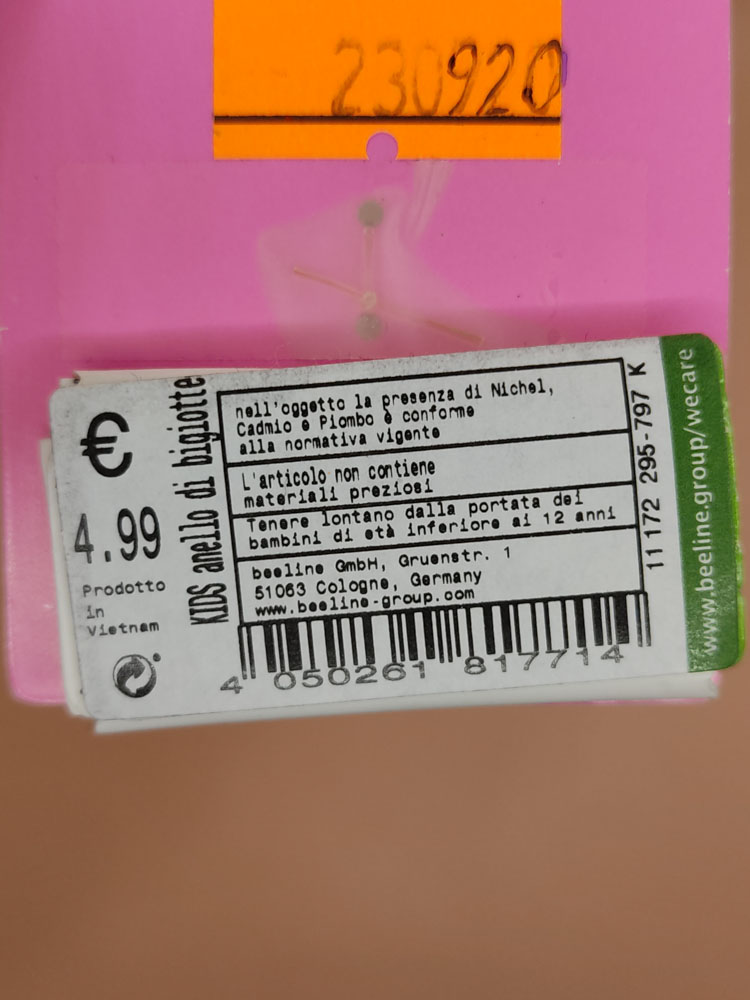 230920
€
4.99
Prodotto
in
Vietnam
KIDS anello di bigiotte
nell'oggetto la presenza di Nichel,
Cadmio e Piombo è conforme
alla normativa vigente
L'articolo non contiene
materiali preziosi
Tenere lontano dalla portata dei
bambini di età inferiore ai 12 anni
beeline GmbH, Gruenstr. 1
51063 Cologne, Germany
www.beeline-group.com
4 050261 817714
11172 295-797 K
www.beeline.group/wecare